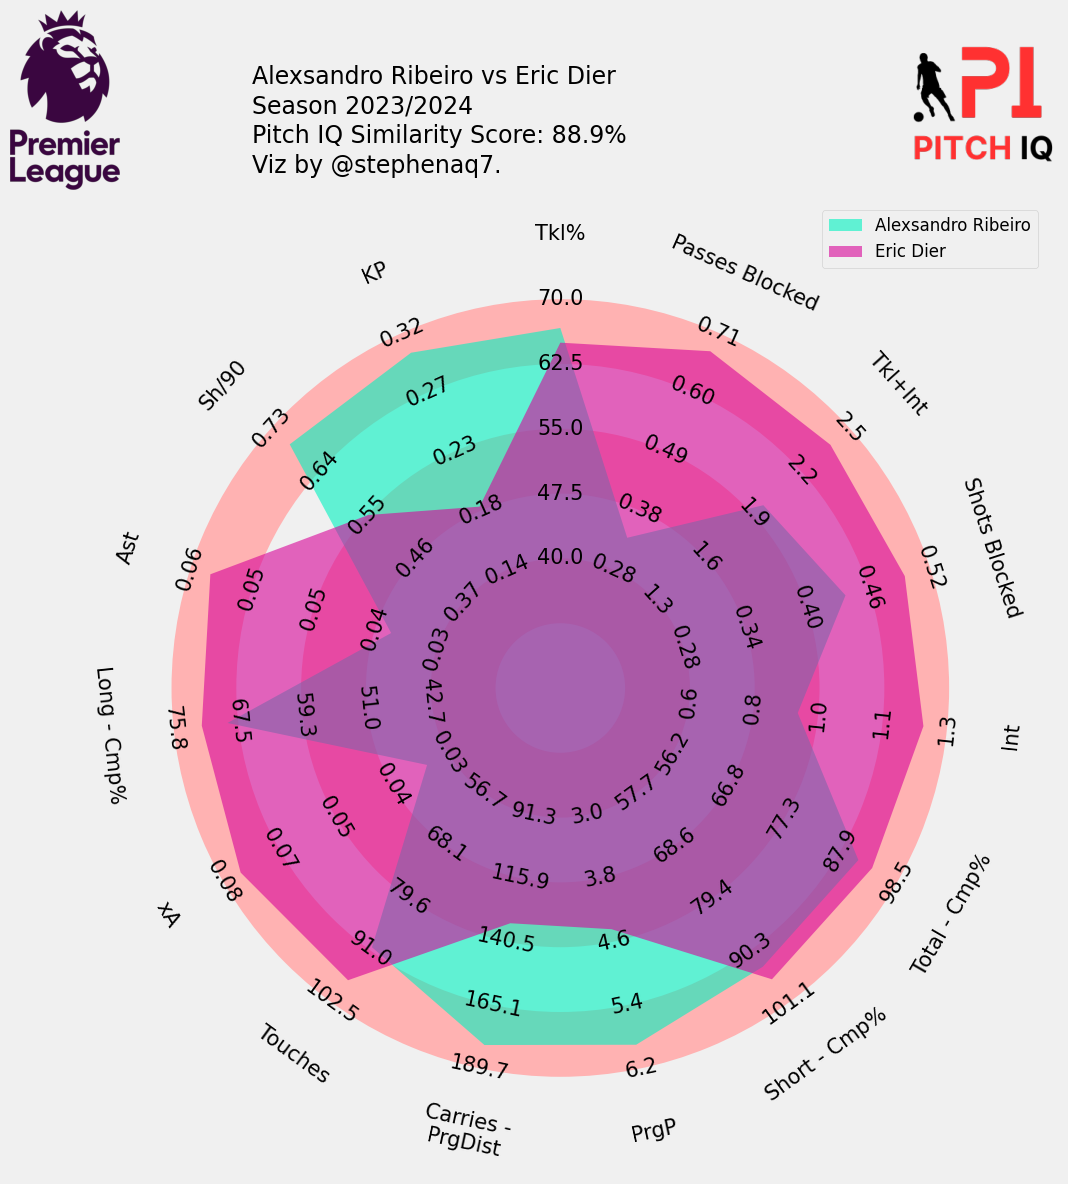 Premier
League
Alexsandro Ribeiro vs Eric Dier
Season 2023/2024
Pitch IQ Similarity Score: 88.9%
Viz by @stephenaq7.
PI
PITCH IQ
Alexsandro Ribeiro
Eric Dier
Tkl%
70.0
62.5
55.0
47.5
40.0
Passes Blocked
0.71
0.60
0.49
0.38
0.28
Tkl+Int
2.5
2.2
1.9
1.6
1.3
Shots Blocked
0.52
0.46
0.40
0.34
0.28
Int
1.3
1.1
1.0
0.8
0.6
Total - Cmp%
98.5
87.9
77.3
66.8
56.2
Short - Cmp%
101.1
90.3
79.4
68.6
57.7
PrgP
6.2
5.4
4.6
3.8
3.0
Carries -
PrgDist
189.7
165.1
140.5
115.9
91.3
Touches
102.5
91.0
79.6
68.1
56.7
xA
0.08
0.07
0.05
0.04
0.03
Long - Cmp%
75.8
67.5
59.3
51.0
42.7
Ast
0.06
0.05
0.05
0.04
0.03
Sh/90
0.73
0.64
0.55
0.46
0.37
KP
0.32
0.27
0.23
0.18
0.14